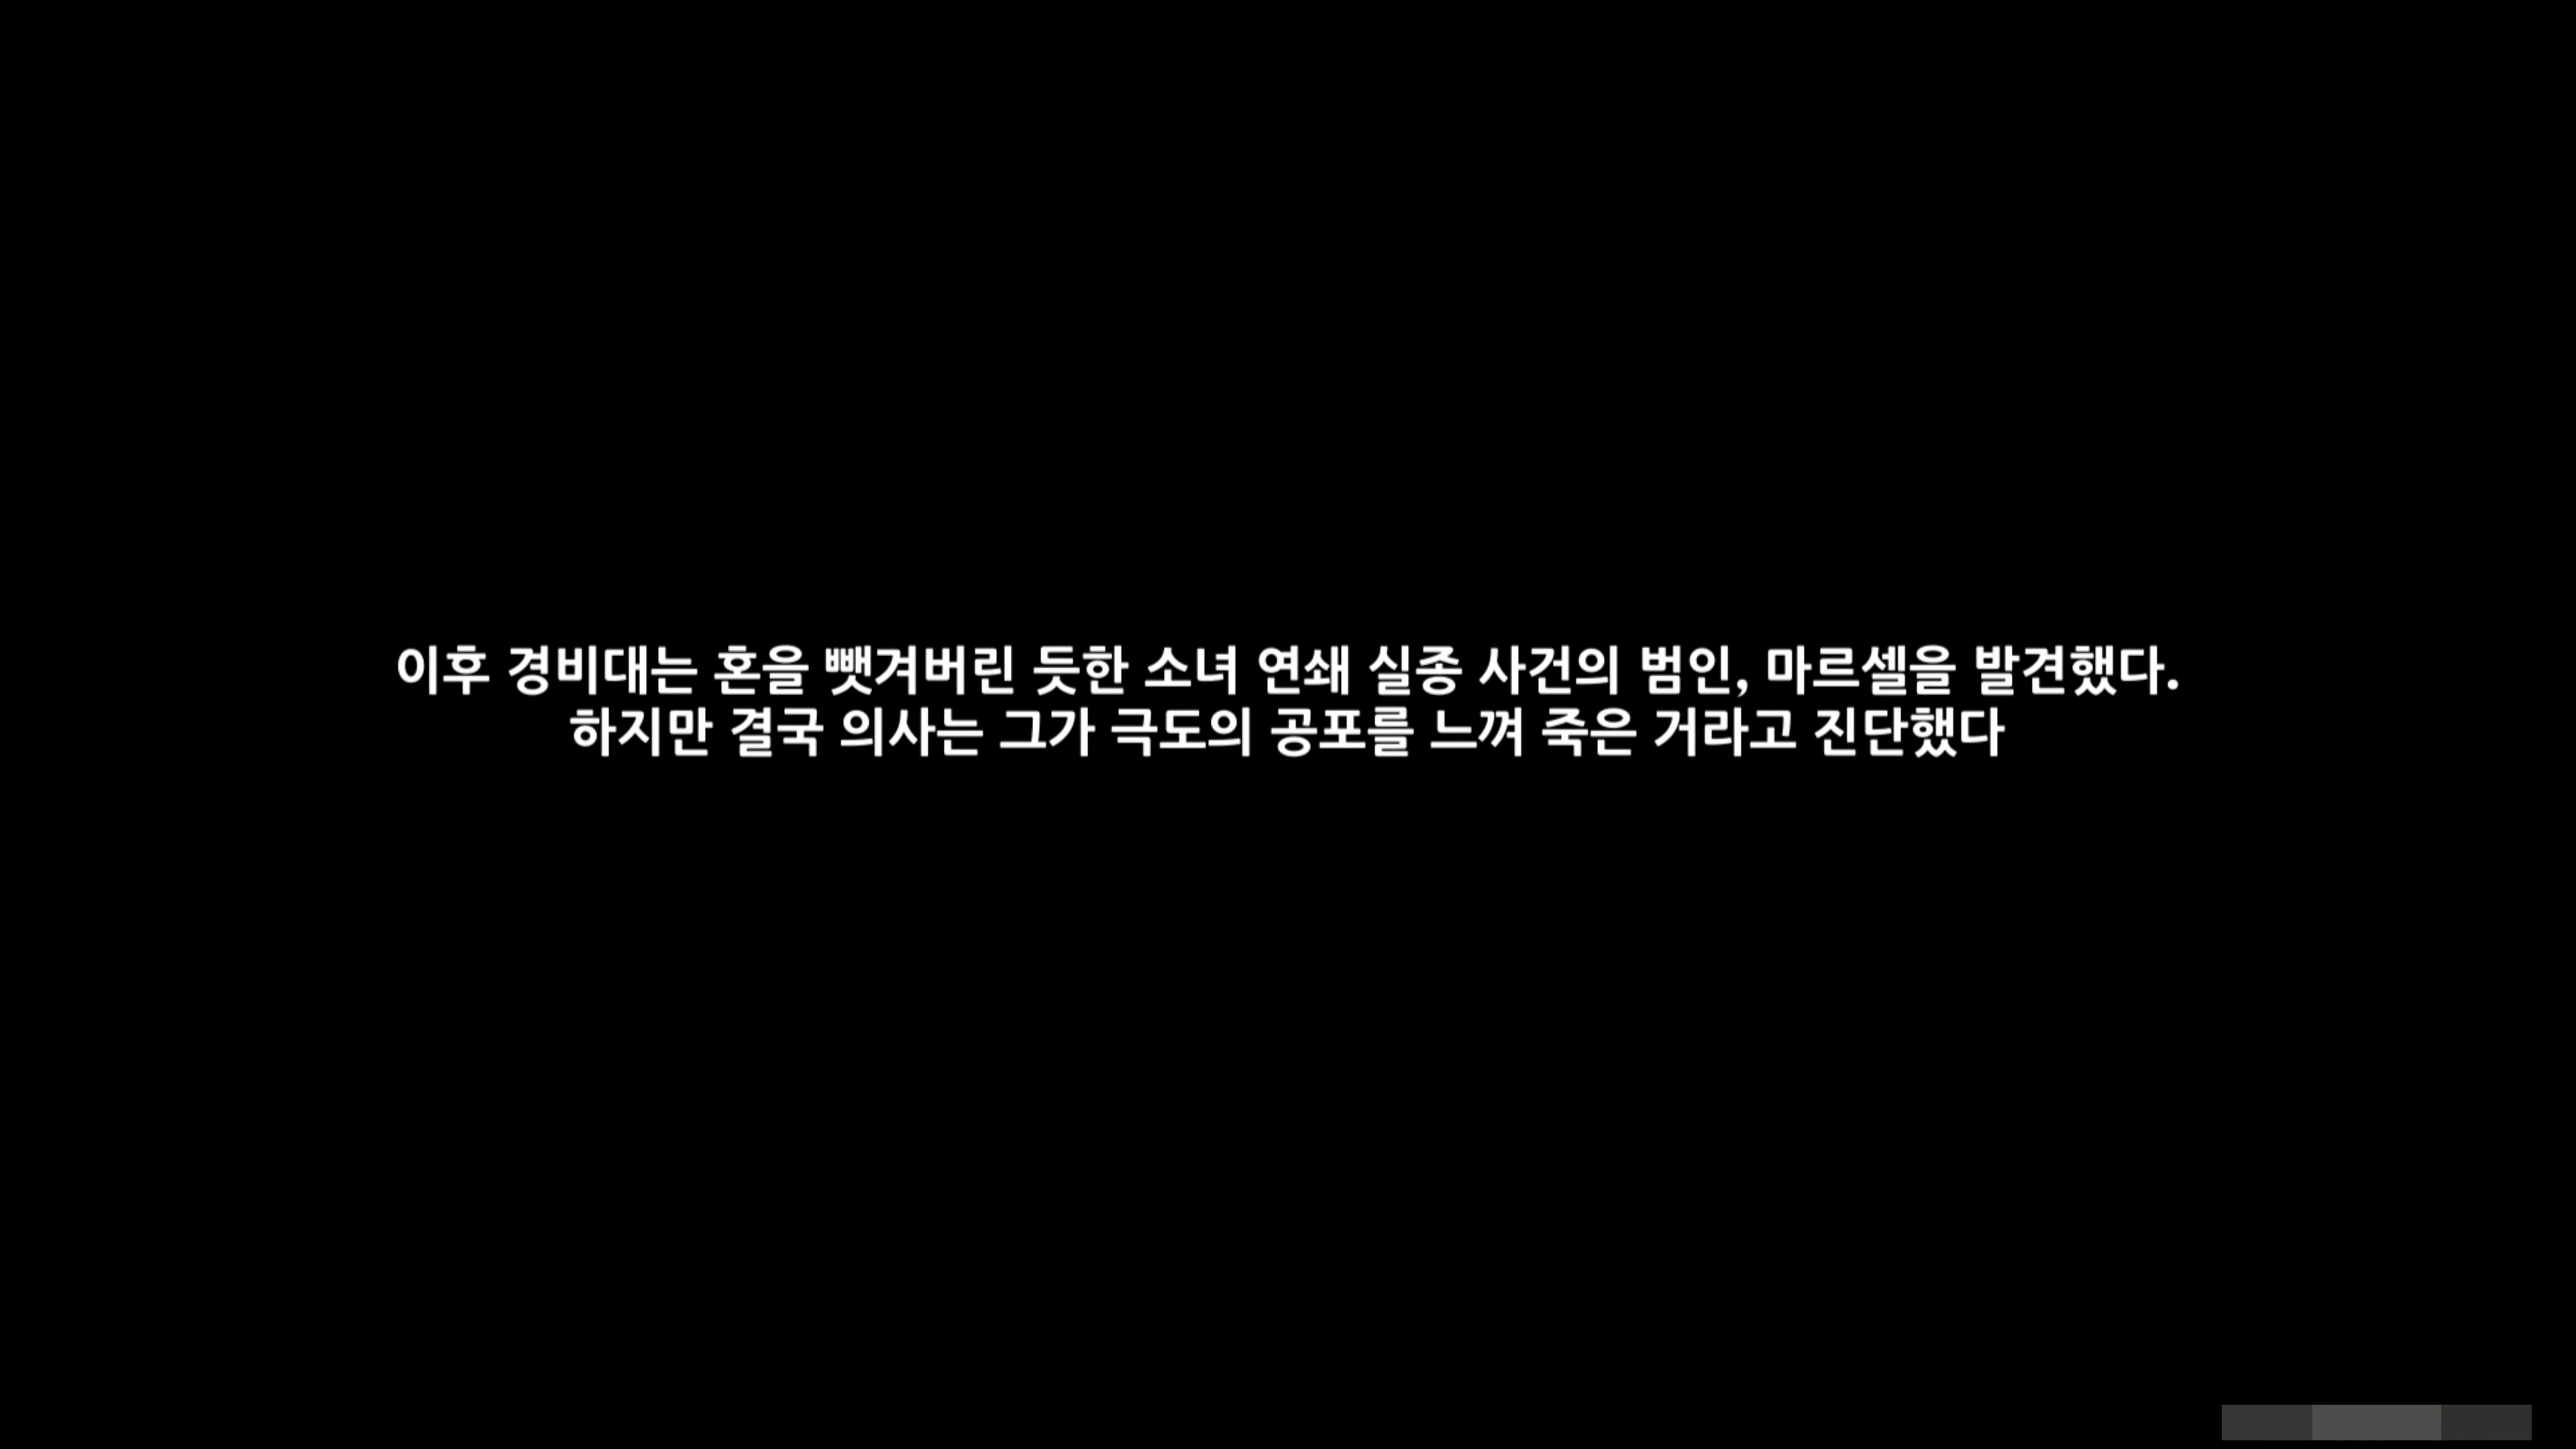 이후 경비대는 혼을 뺏겨버린 듯한 소녀 연쇄 실종 사건의 범인, 마르셀을 발견했다.
하지만 결국 의사는 그가 극도의 공포를 느껴 죽은 거라고 진단했다